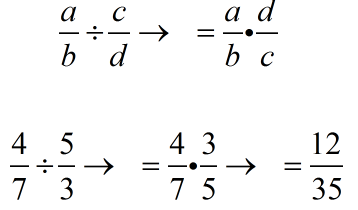 a/b ÷ c/d → = a/b • d/c
4/7 ÷ 5/3 → = 4/7 • 3/5 → = 12/35